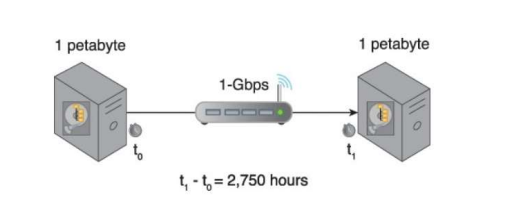 1 petabyte
1 petabyte
1-Gbps
t₀
t₁
t₁ - t₀ = 2,750 hours